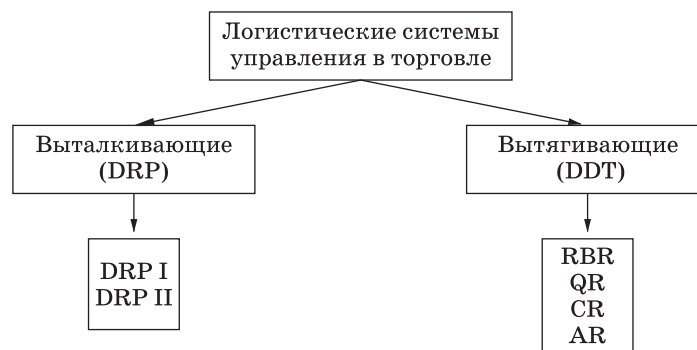 Логистические системы
управления в торговле
Выталкивающие
(DRP)
Вытягивающие
(DDT)
DRP I
DRP II
RBR
QR
CR
AR